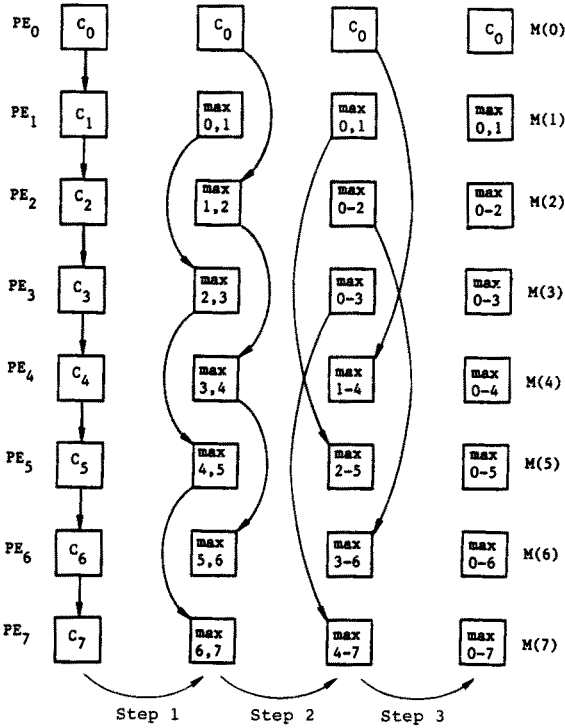 PE0 C0 C0 C0 C0 M(0)
PE1 C1 max 0,1 max 0,1 max 0,1 M(1)
PE2 C2 max 1,2 max 0-2 max 0-2 M(2)
PE3 C3 max 2,3 max 0-3 max 0-3 M(3)
PE4 C4 max 3,4 max 1-4 max 0-4 M(4)
PE5 C5 max 4,5 max 2-5 max 0-5 M(5)
PE6 C6 max 5,6 max 3-6 max 0-6 M(6)
PE7 C7 max 6,7 max 4-7 max 0-7 M(7)
Step 1 Step 2 Step 3